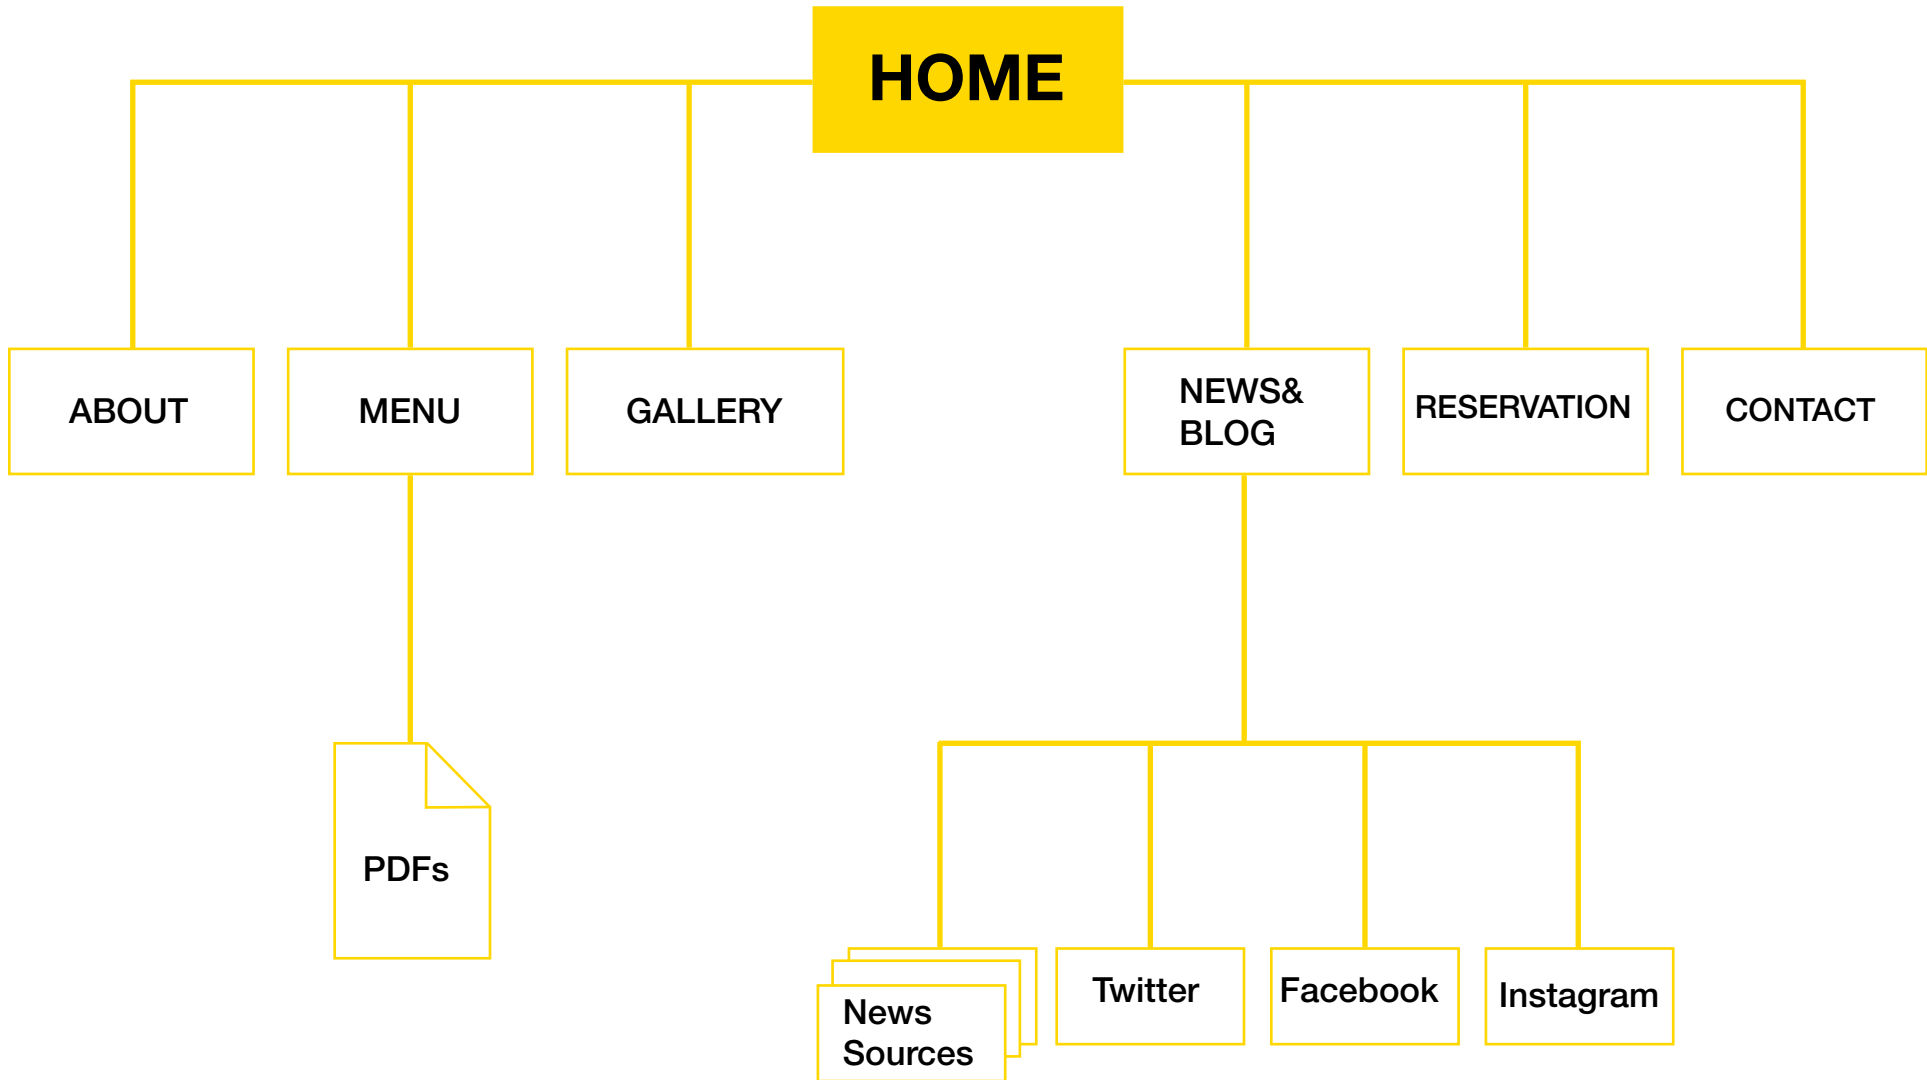 HOME
ABOUT
MENU
GALLERY
NEWS&
BLOG
RESERVATION
CONTACT
PDFs
News
Sources
Twitter
Facebook
Instagram